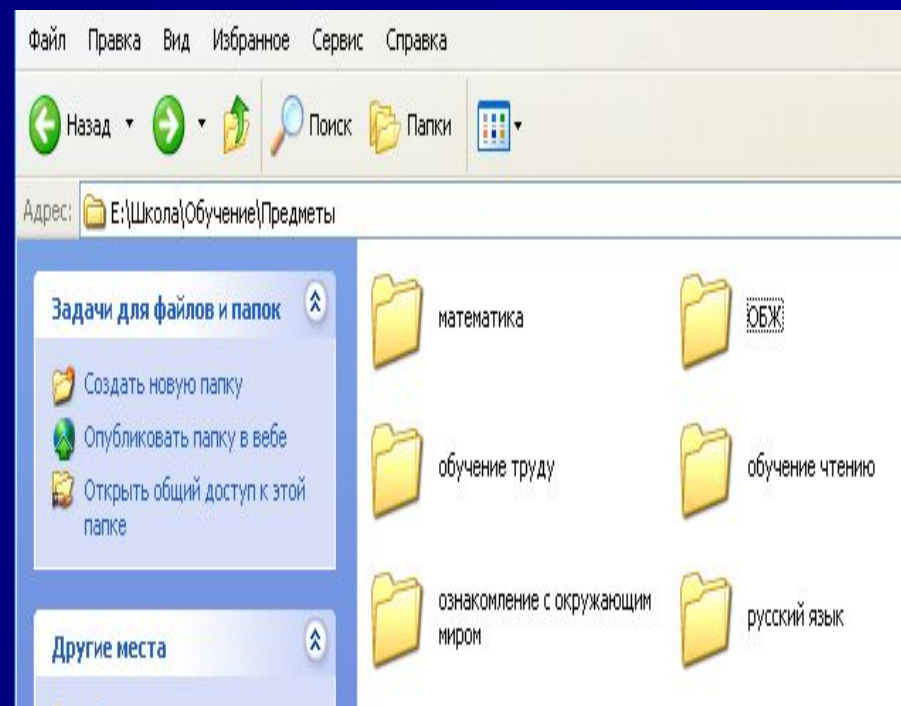 Файл Правка Вид Избранное Сервис Справка
Назад Поиск Папки
Адрес: E:\Школа\Обучение\Предметы
Задачи для файлов и папок
Создать новую папку
Опубликовать папку в вебе
Открыть общий доступ к этой
папке
Другие места
математика
ОБЖ
обучение труду
обучение чтению
ознакомление с окружающим
миром
русский язык